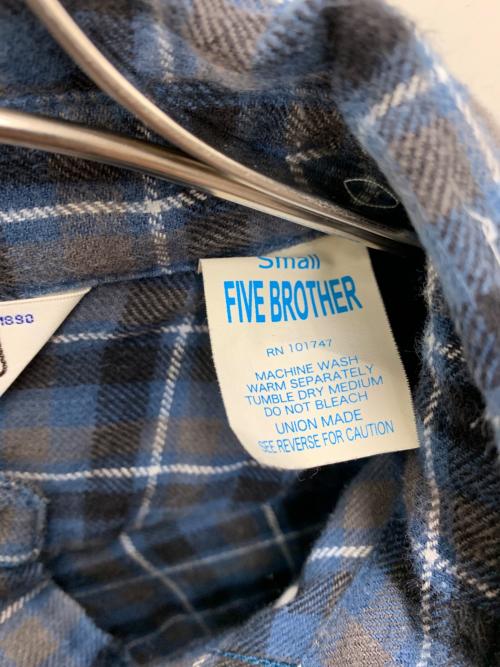 1890
Small
FIVE BROTHER
RN 101747
MACHINE WASH
WARM SEPARATELY
TUMBLE DRY MEDIUM
DO NOT BLEACH
UNION MADE
SEE REVERSE FOR CAUTION